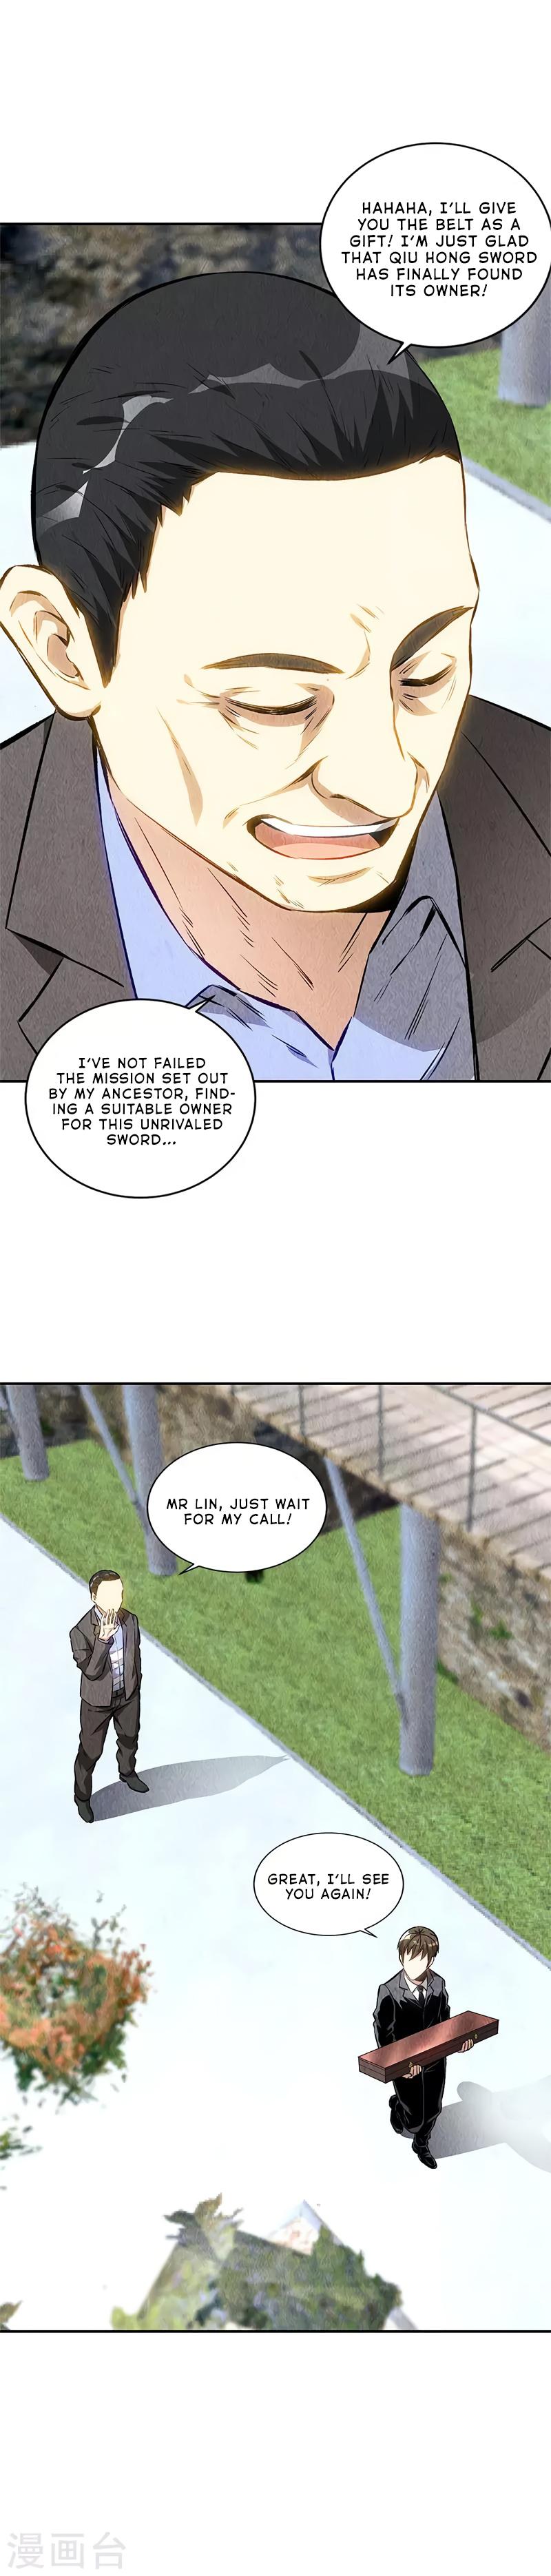 HAHAHA, I'LL GIVE
YOU THE BELT AS A
GIFT! I'M JUST GLAD
THAT QIU HONG SWORD
HAS FINALLY FOUND
ITS OWNER!
I'VE NOT FAILED
THE MISSION SET OUT
BY MY ANCESTOR, FIND-
ING A SUITABLE OWNER
FOR THIS UNRIVALED
SWORD...
MR LIN, JUST WAIT
FOR MY CALL!
GREAT, I'LL SEE
YOU AGAIN!
漫画台